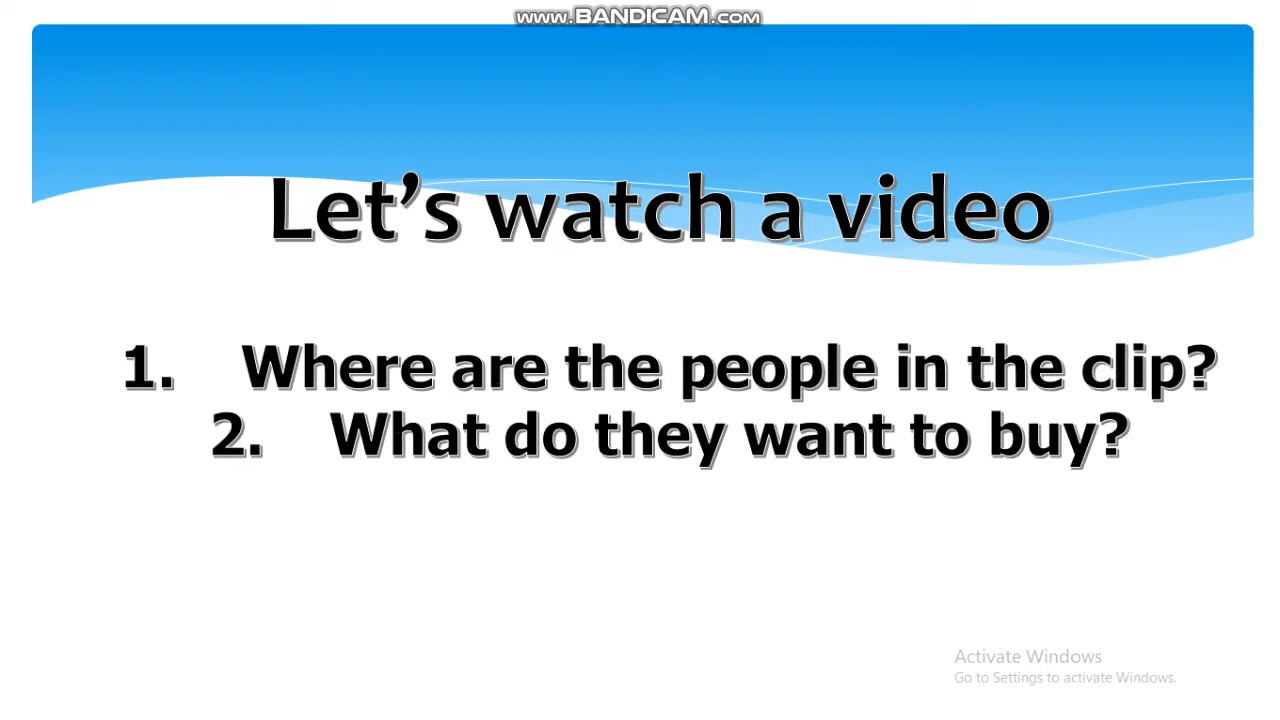 www.BANDICAM.com
Let’s watch a video
1. Where are the people in the clip?
2. What do they want to buy?
Activate Windows
Go to Settings to activate Windows.